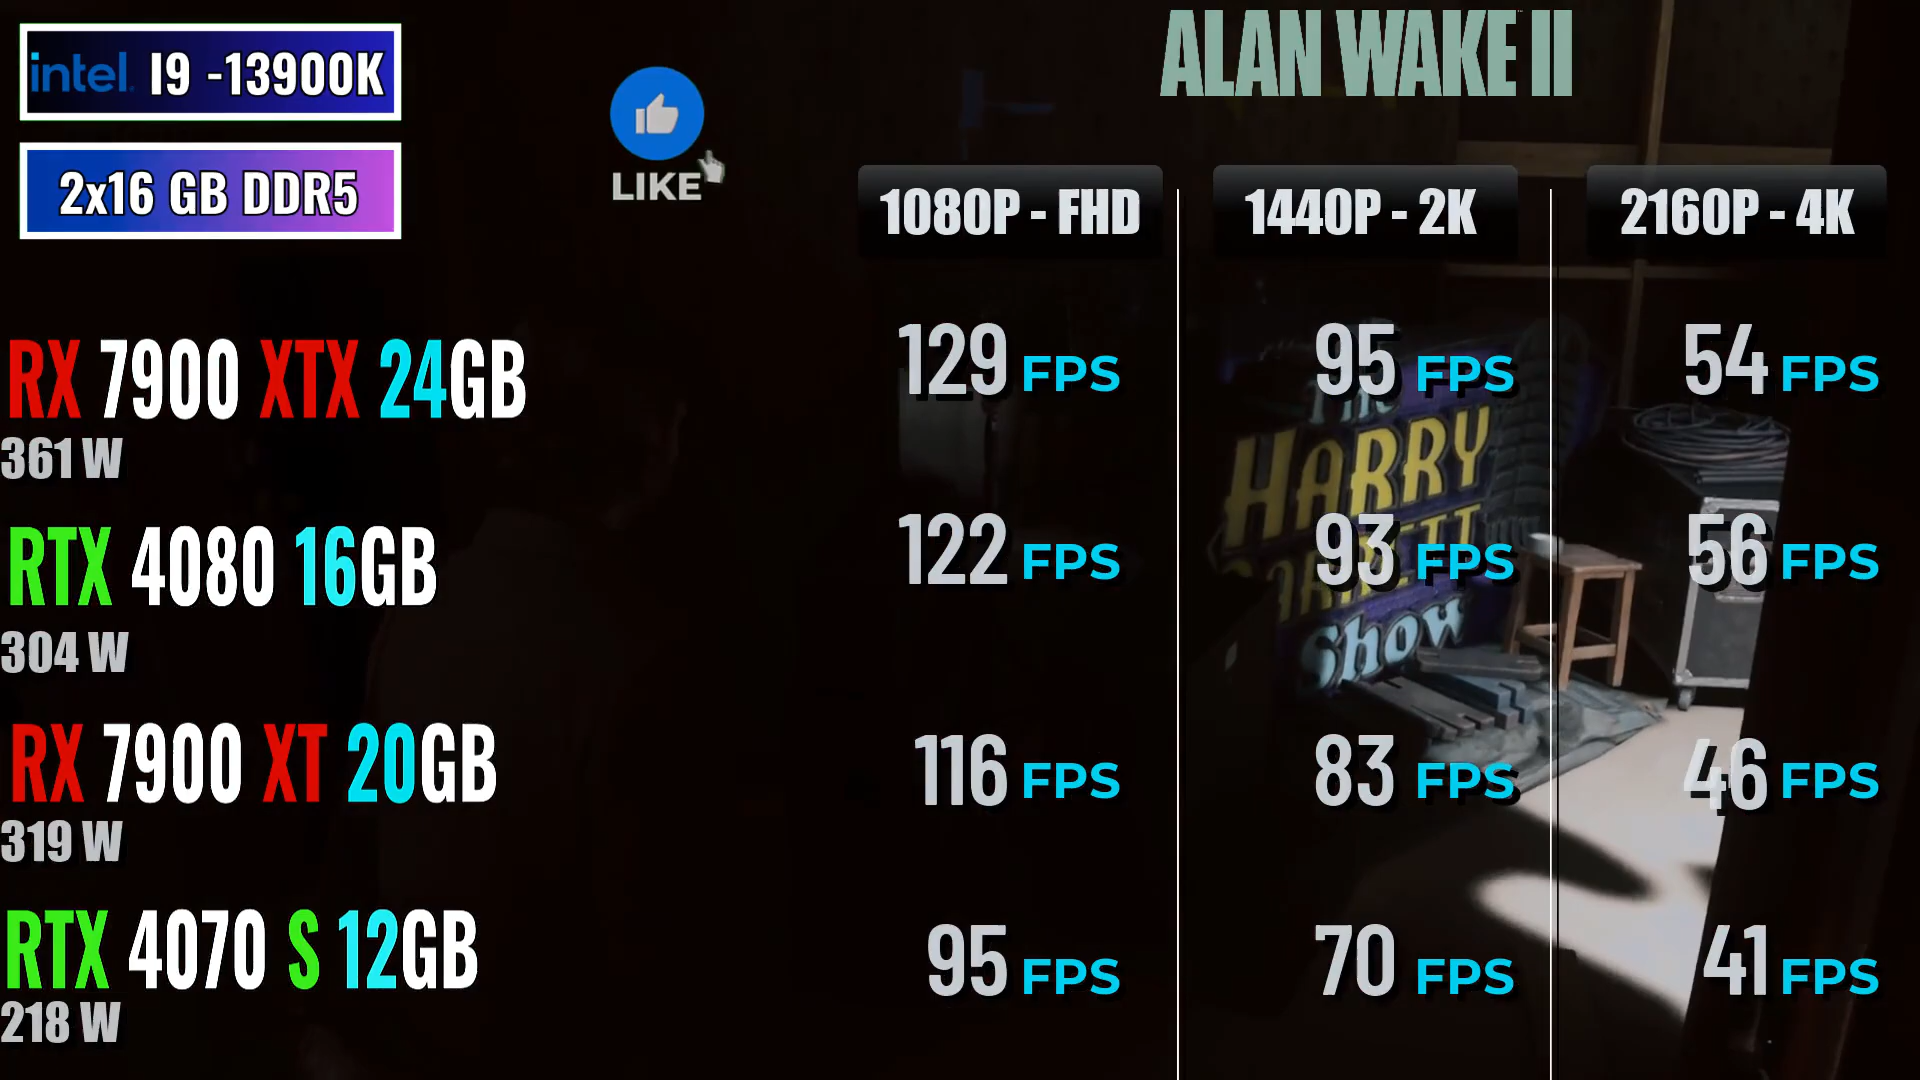 intel. I9 -13900K
2x16 GB DDR5
LIKE
ALAN WAKE II
1080P - FHD
1440P - 2K
2160P - 4K
RX 7900 XTX 24GB
361 W
129 FPS
95 FPS
54 FPS
RTX 4080 16GB
304 W
122 FPS
93 FPS
56 FPS
RX 7900 XT 20GB
319 W
116 FPS
83 FPS
46 FPS
RTX 4070 S 12GB
218 W
95 FPS
70 FPS
41 FPS
The
HARRY
Show